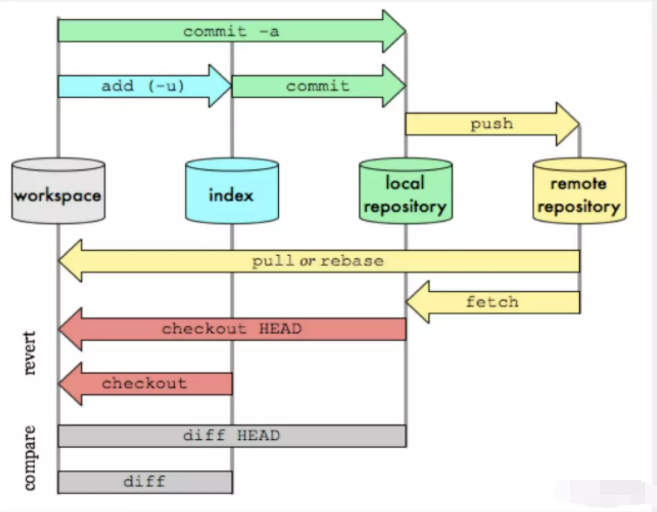 commit -a
add (-u)
commit
push
workspace
index
local
repository
remote
repository
pull or rebase
fetch
revert
checkout HEAD
checkout
compare
diff HEAD
diff